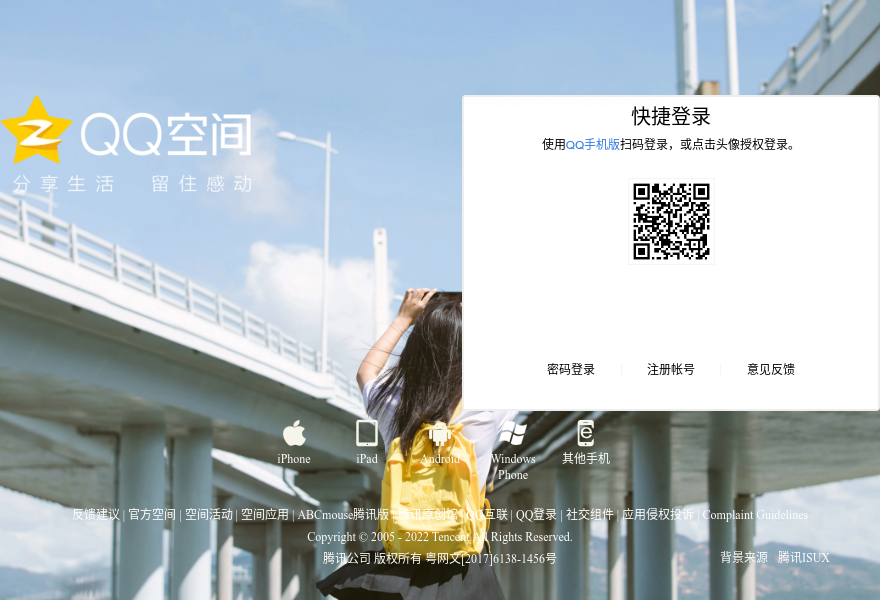 QQ空间
分享生活 留住感动
快捷登录
使用QQ手机版扫码登录，或点击头像授权登录。
密码登录 注册帐号 意见反馈
iPhone iPad Android Windows Phone 其他手机
反馈建议 | 官方空间 | 空间活动 | 空间应用 | ABCmouse腾讯版 | 腾讯原创馆 | QQ互联 | QQ登录 | 社交组件 | 应用侵权投诉 | Complaint Guidelines
Copyright © 2005 - 2022 Tencent.All Rights Reserved.
腾讯公司 版权所有 粤网文[2017]6138-1456号
背景来源 腾讯ISUX